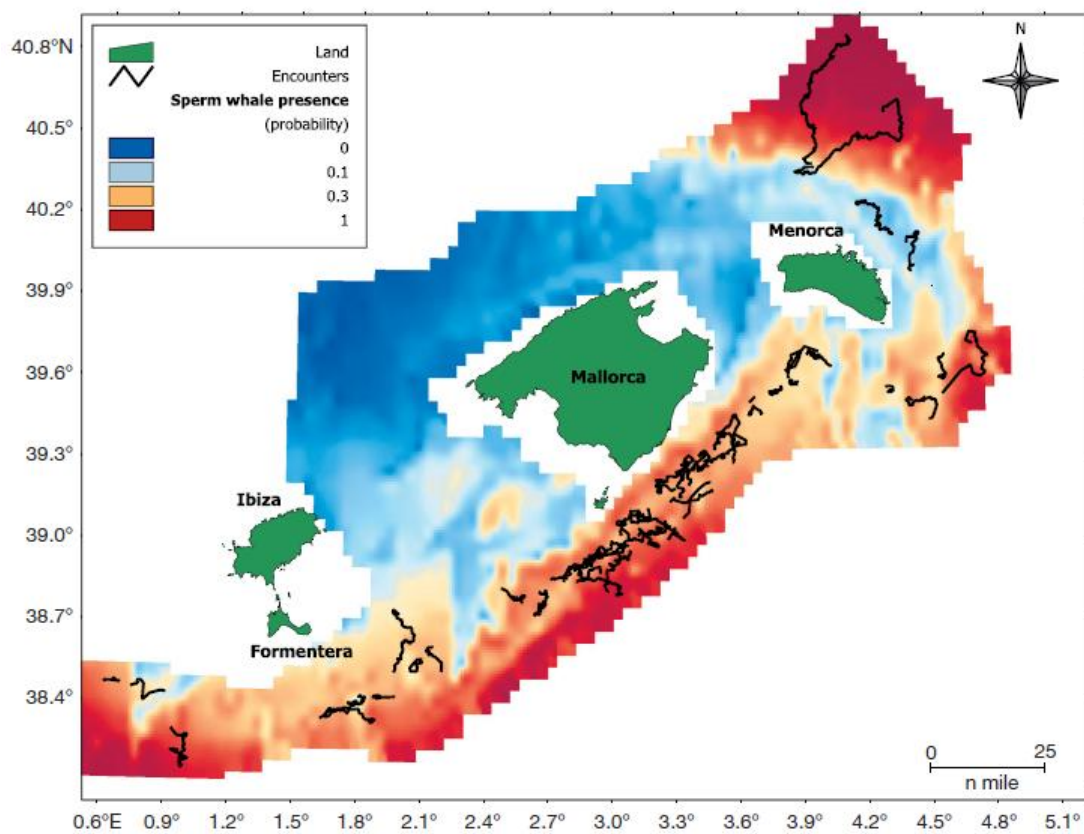 Land
Encounters
Sperm whale presence
(probability)
0
0.1
0.3
1
N
40.8°N
40.5°
40.2°
39.9°
39.6°
39.3°
39.0°
38.7°
38.4°
Menorca
Mallorca
Ibiza
Formentera
0 25
n mile
0.6°E 0.9° 1.2° 1.5° 1.8° 2.1° 2.4° 2.7° 3.0° 3.3° 3.6° 3.9° 4.2° 4.5° 4.8° 5.1°